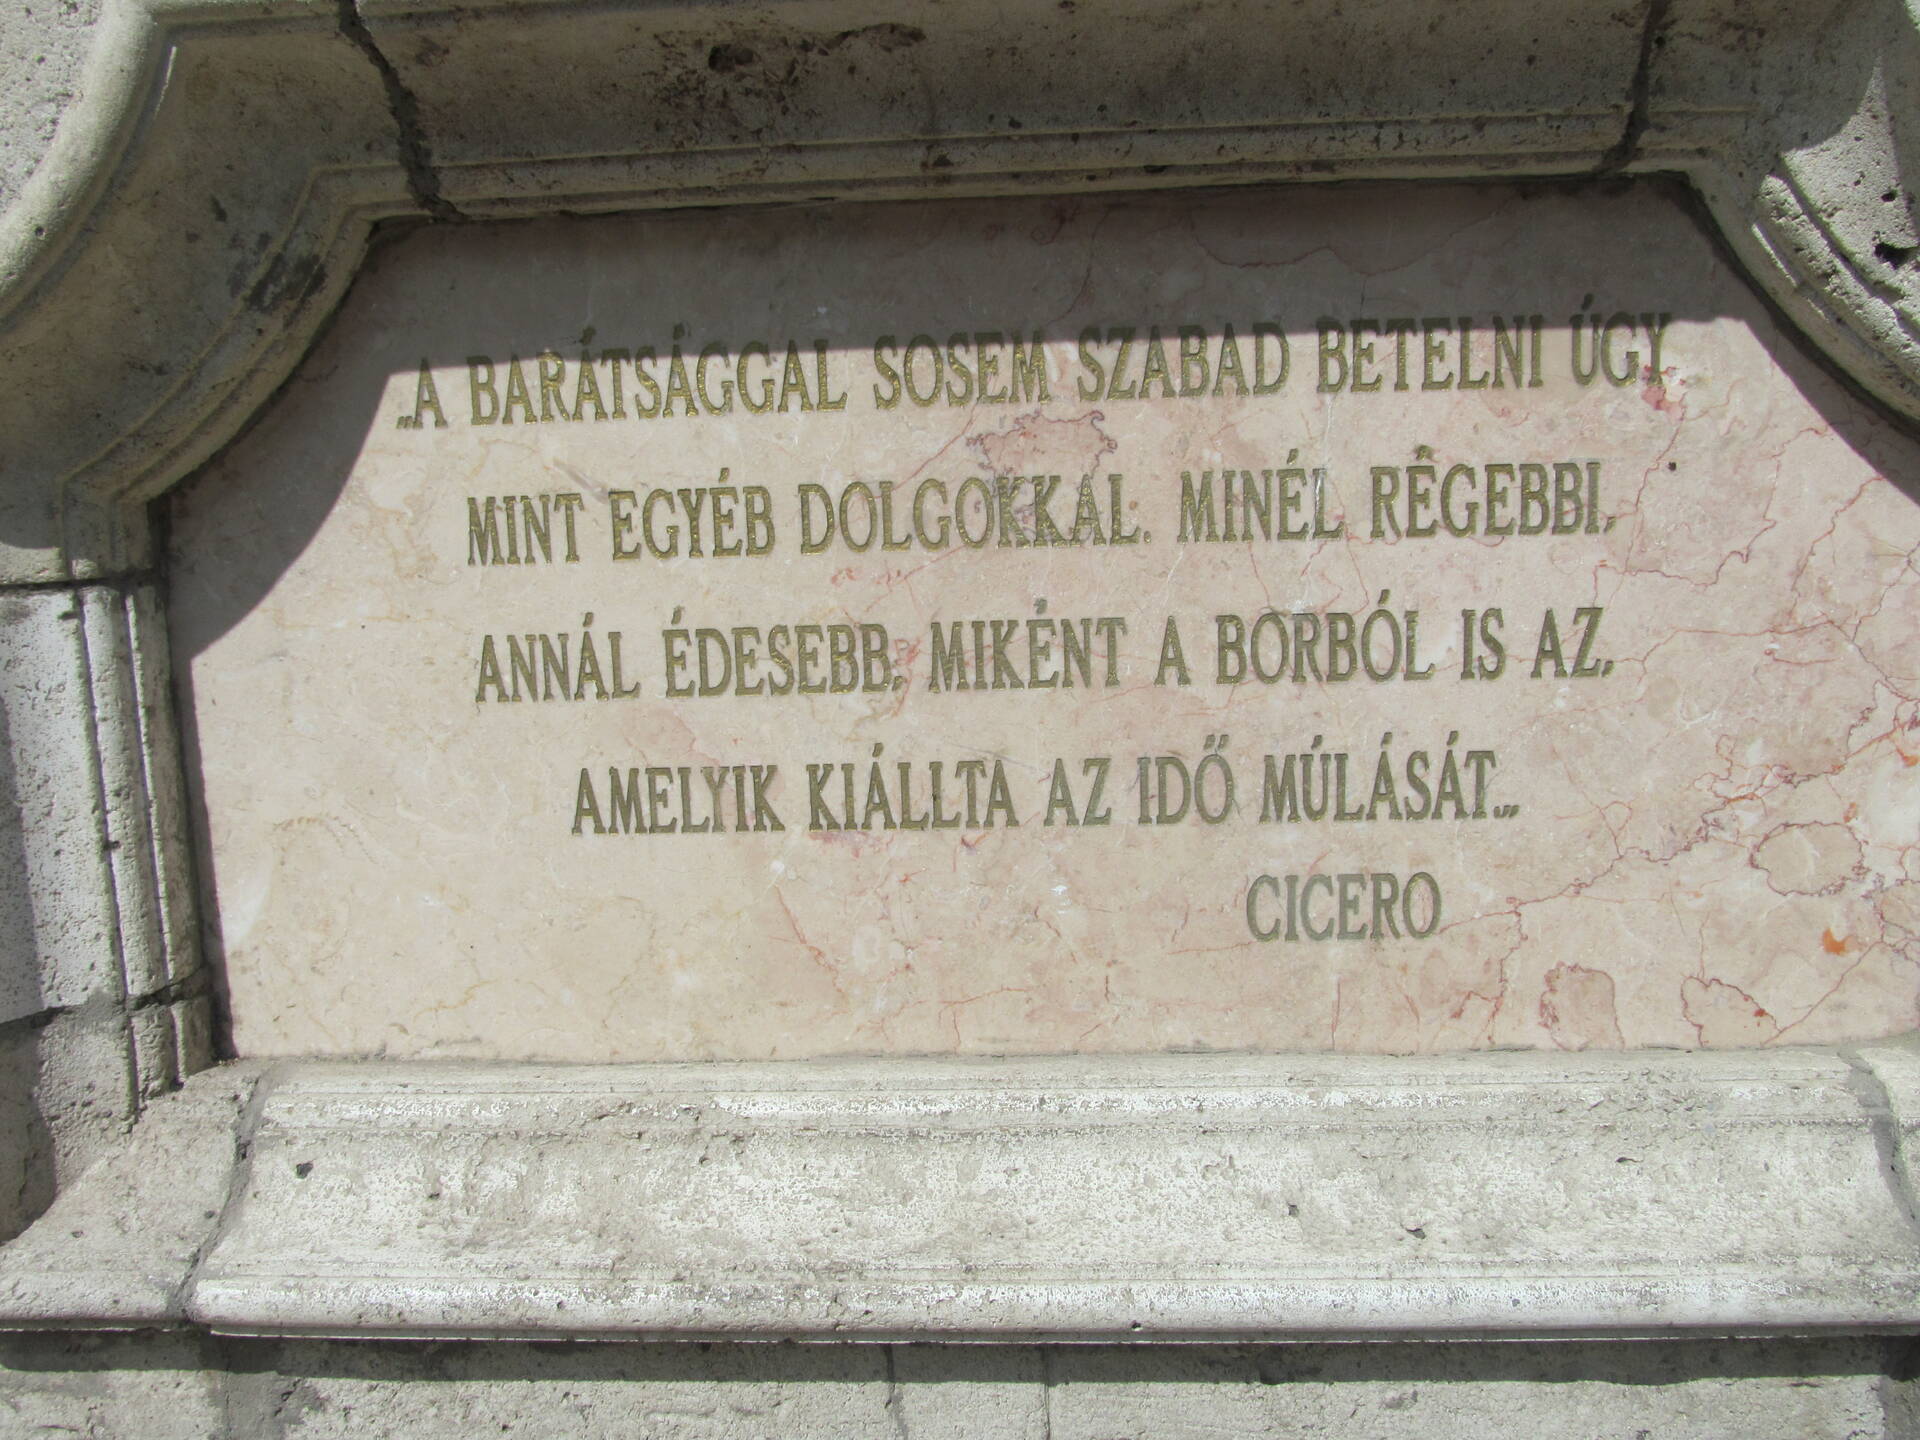 „A BARÁTSÁGGAL SOSEM SZABAD BETELNI ÚGY,
MINT EGYÉB DOLGOKKAL. MINÉL RÉGEBBI,
ANNÁL ÉDESEBB, MIKÉNT A BORBÓL IS AZ,
AMELYIK KIÁLLTA AZ IDŐ MÚLÁSÁT.„
CICERO